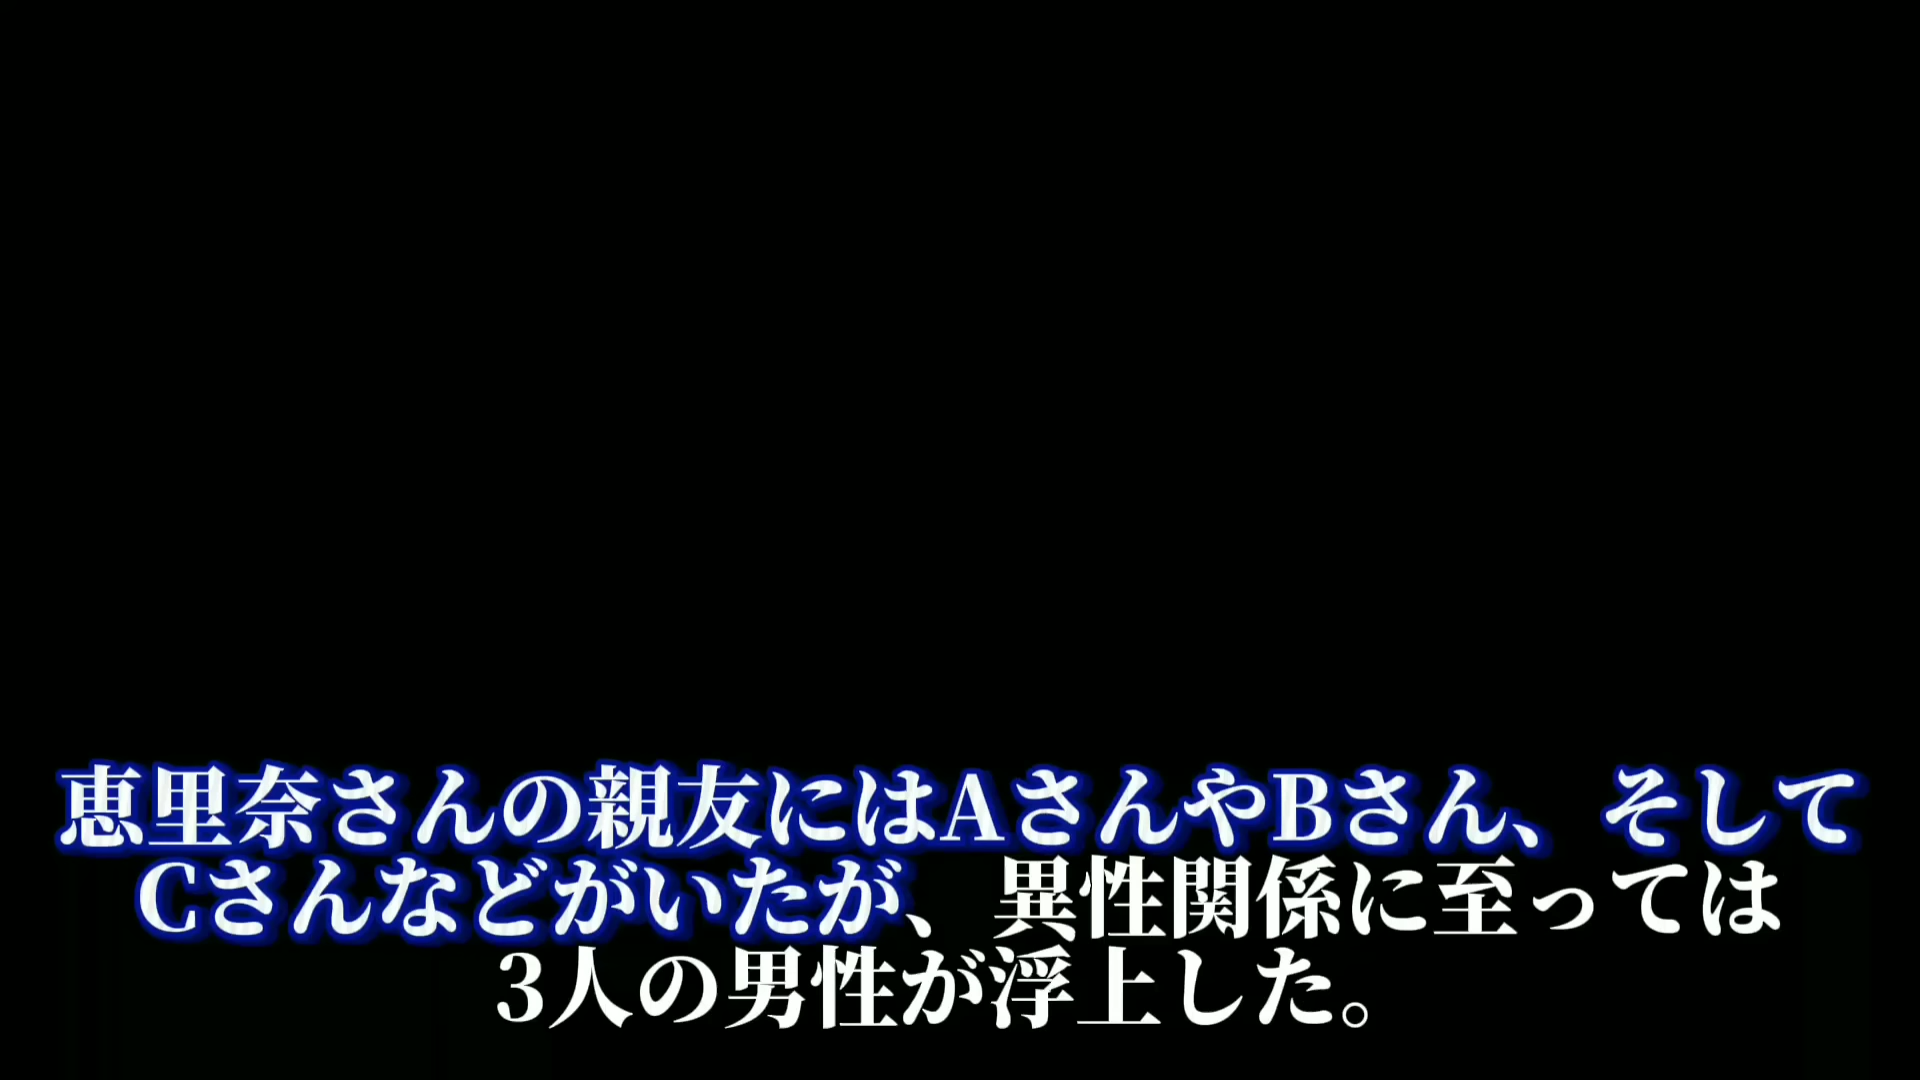 恵里奈さんの親友にはAさんやBさん、そして
Cさんなどがいたが、異性関係に至っては
3人の男性が浮上した。